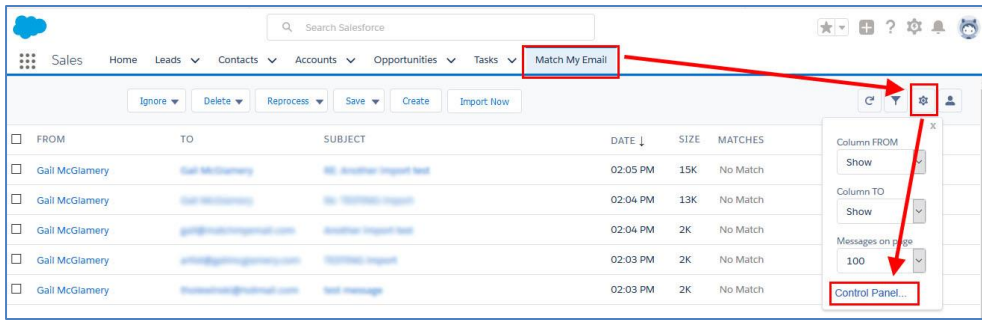 Search Salesforce
Sales Home Leads Contacts Accounts Opportunities Tasks Match My Email
Ignore Delete Reprocess Save Create Import Now
FROM TO SUBJECT DATE ↓ SIZE MATCHES
Gail McGlamery 02:05 PM 15K No Match
Gail McGlamery 02:04 PM 13K No Match
Gail McGlamery 02:04 PM 2K No Match
Gail McGlamery 02:03 PM 2K No Match
Gail McGlamery 02:03 PM 2K No Match
x
Column FROM
Show
Column TO
Show
Messages on page
100
Control Panel...